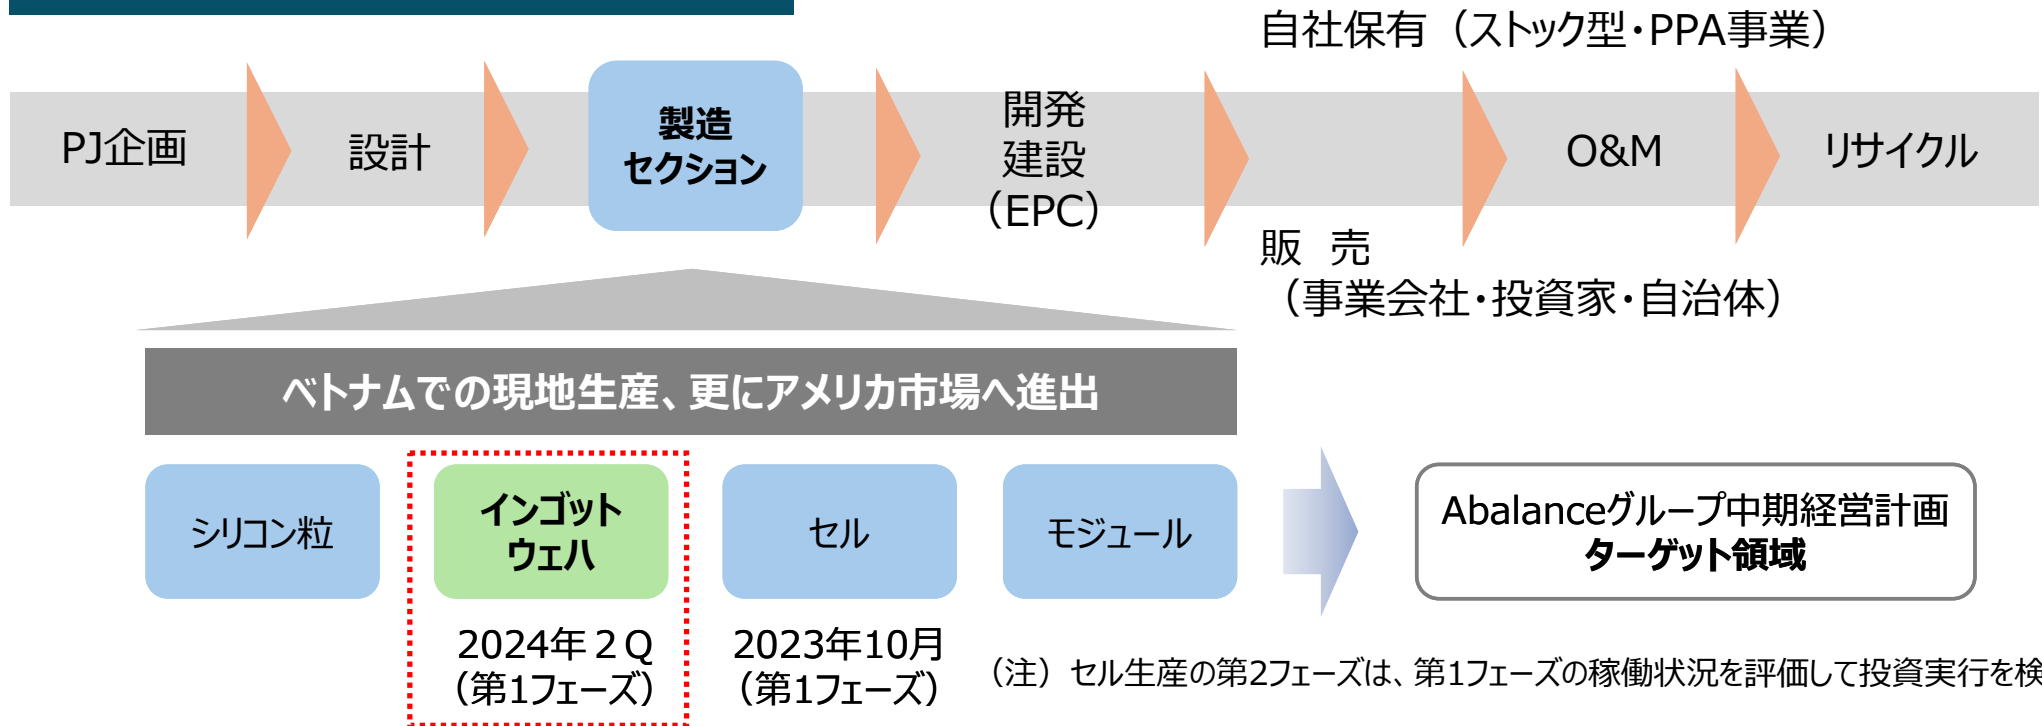 自社保有（ストック型・PPA事業）
PJ企画
設計
製造
セクション
開発
建設
（EPC）
O&M
リサイクル
販　売
（事業会社・投資家・自治体）
ベトナムでの現地生産、更にアメリカ市場へ進出
シリコン粒
インゴット
ウェハ
セル
モジュール
Abalanceグループ中期経営計画
ターゲット領域
2024年２Q
（第1フェーズ）
2023年10月
（第1フェーズ）
（注）セル生産の第2フェーズは、第1フェーズの稼働状況を評価して投資実行を検